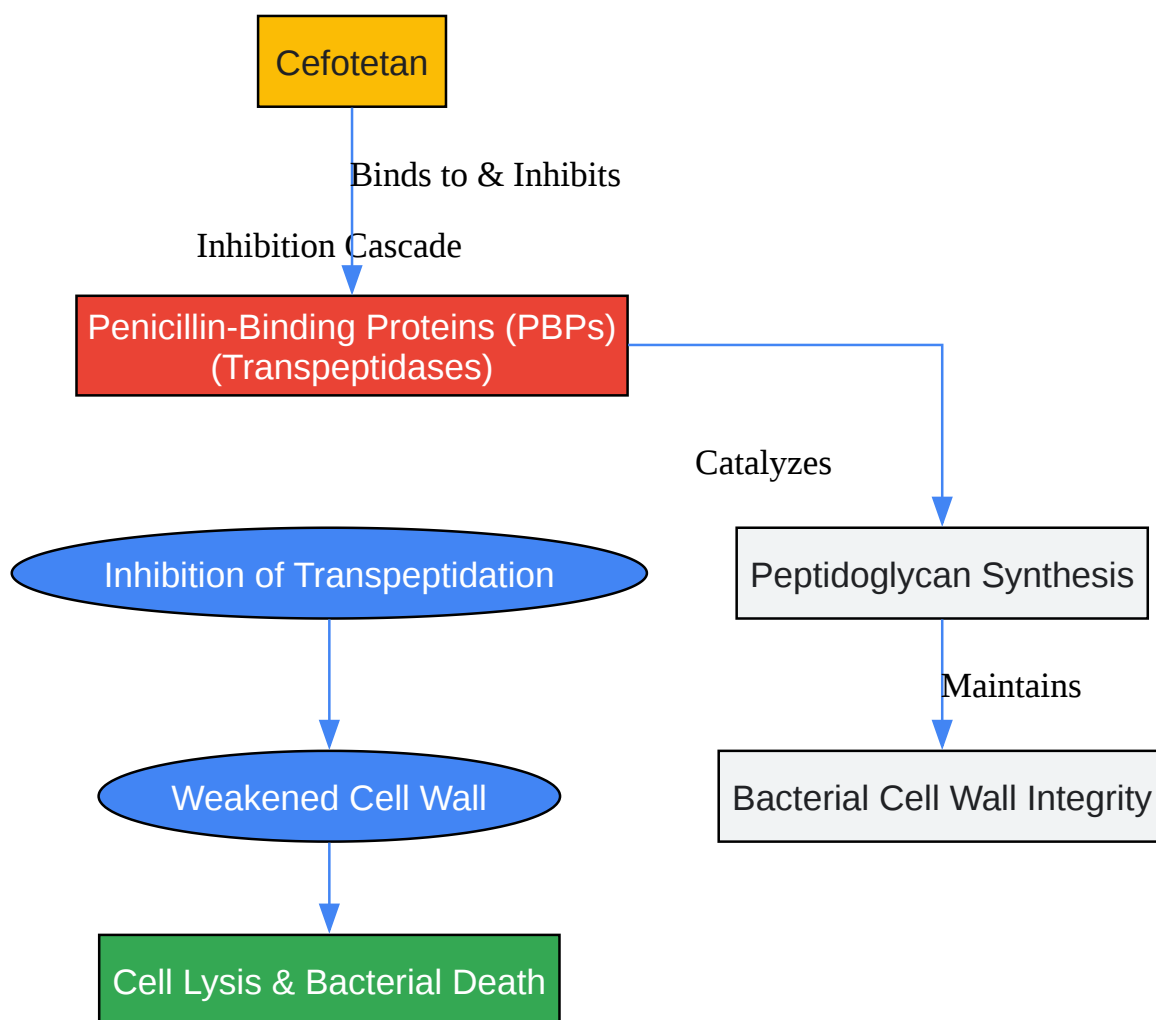 Cefotetan
Binds to & Inhibits
Inhibition Cascade
Penicillin-Binding Proteins (PBPs)
(Transpeptidases)
Catalyzes
Inhibition of Transpeptidation
Peptidoglycan Synthesis
Maintains
Weakened Cell Wall
Bacterial Cell Wall Integrity
Cell Lysis & Bacterial Death